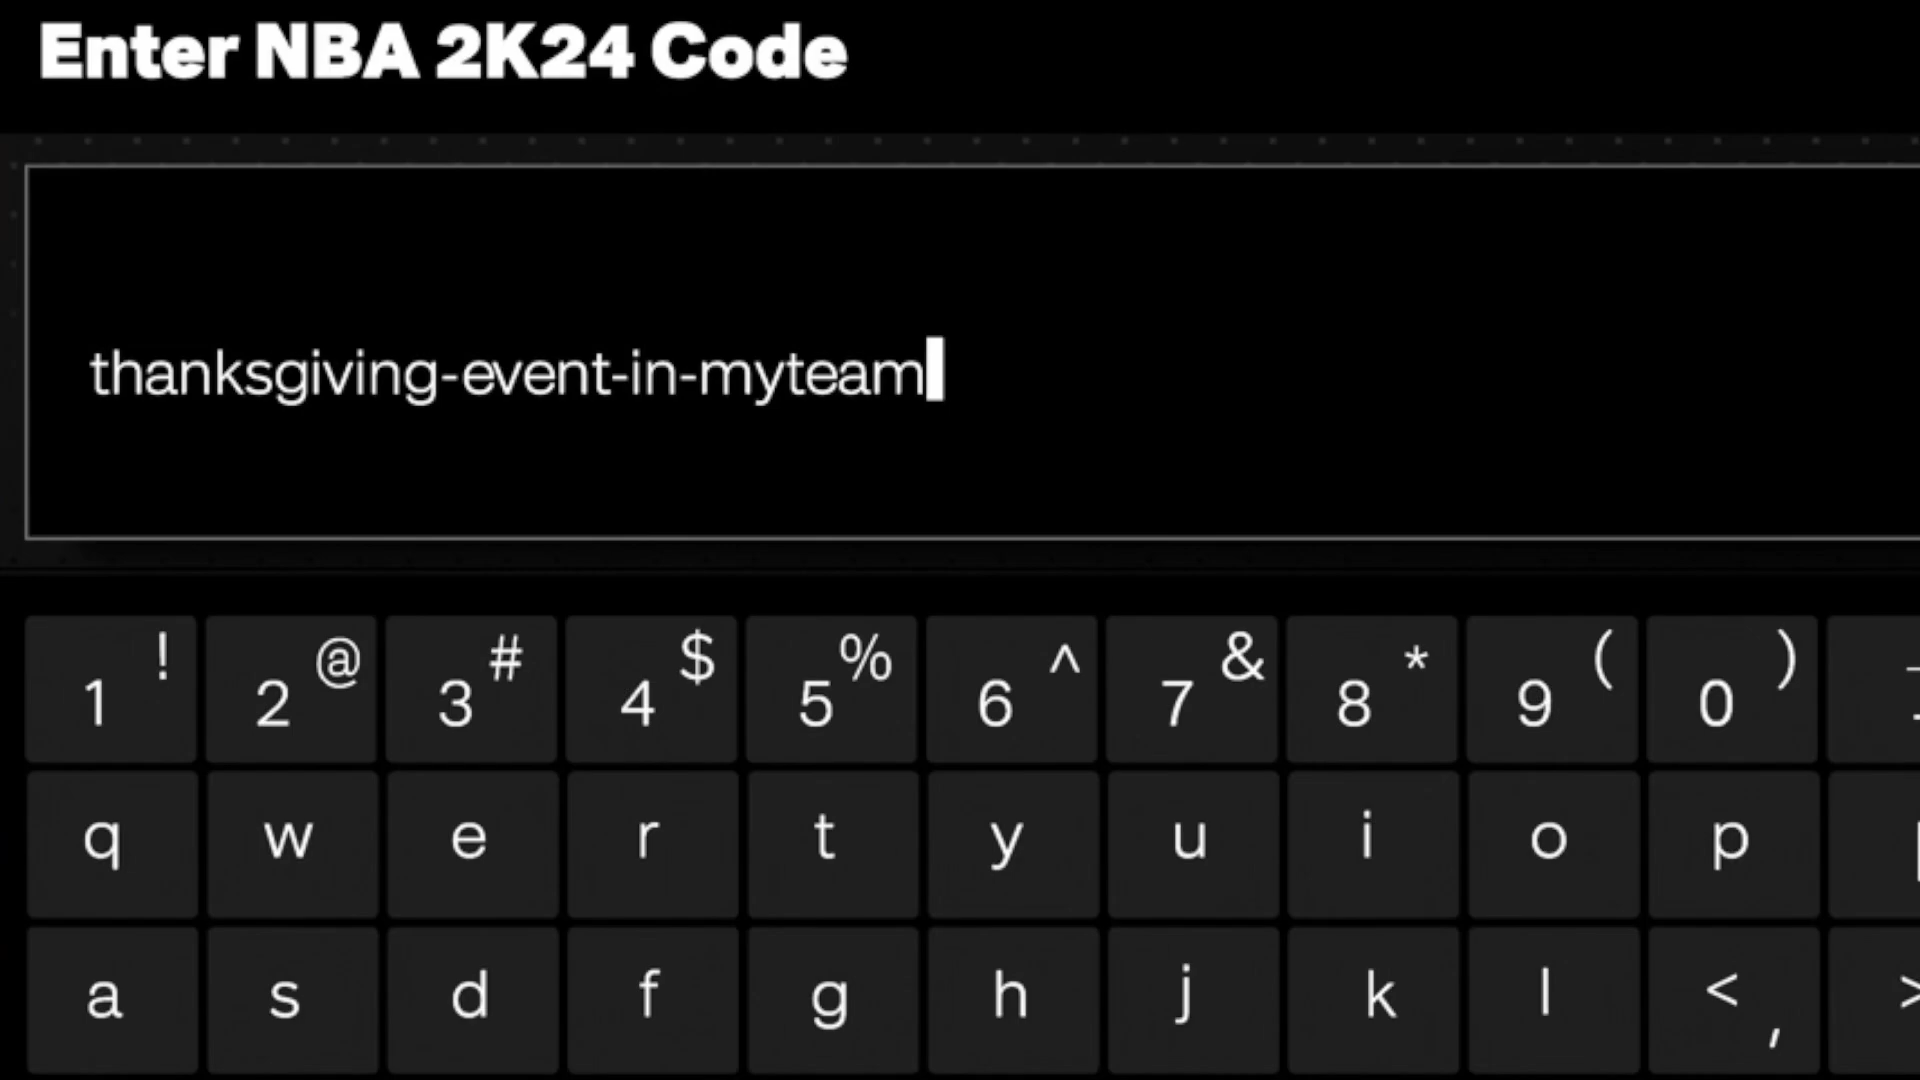 Enter NBA 2K24 Code
thanksgiving-event-in-myteam
1 ! 2 @ 3 # 4 $ 5 % 6 ^ 7 & 8 * 9 ( 0 )
q w e r t y u i o p
a s d f g h j k l < , >